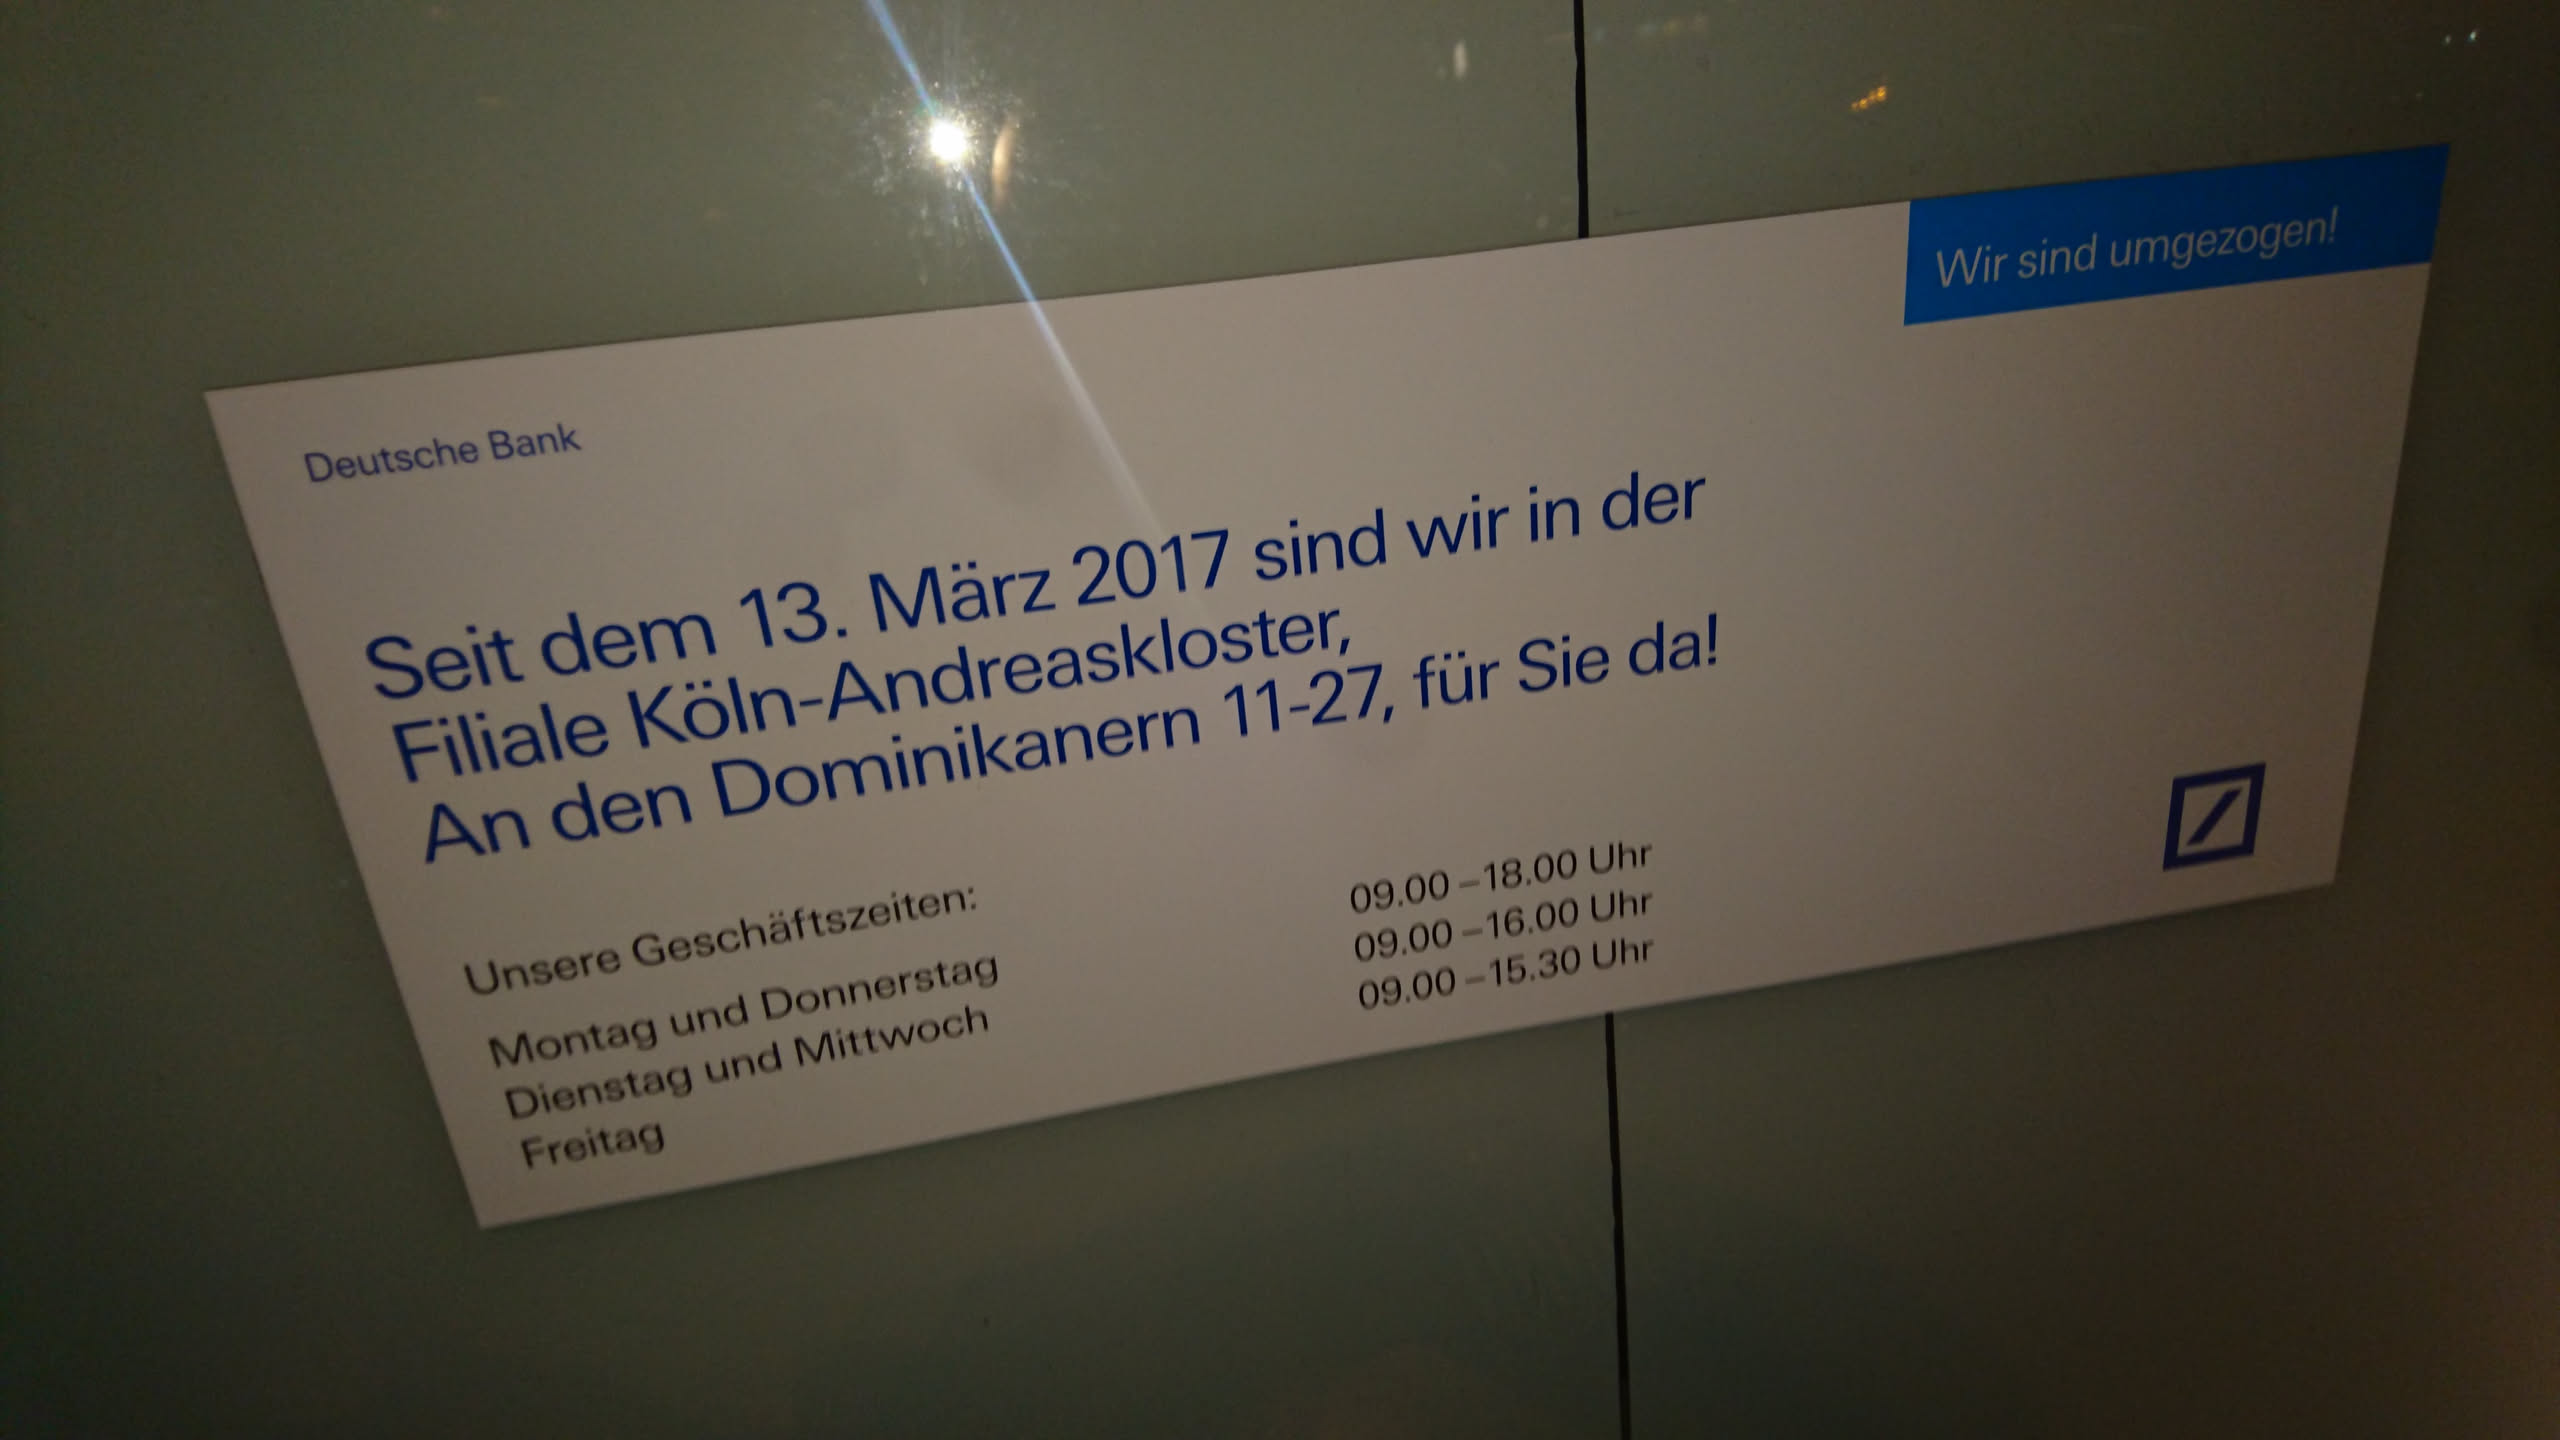 Wir sind umgezogen!
Deutsche Bank
Seit dem 13. März 2017 sind wir in der
Filiale Köln-Andreaskloster,
An den Dominikanern 11-27, für Sie da!
Unsere Geschäftszeiten:
Montag und Donnerstag 09.00 – 18.00 Uhr
Dienstag und Mittwoch 09.00 – 16.00 Uhr
Freitag 09.00 – 15.30 Uhr